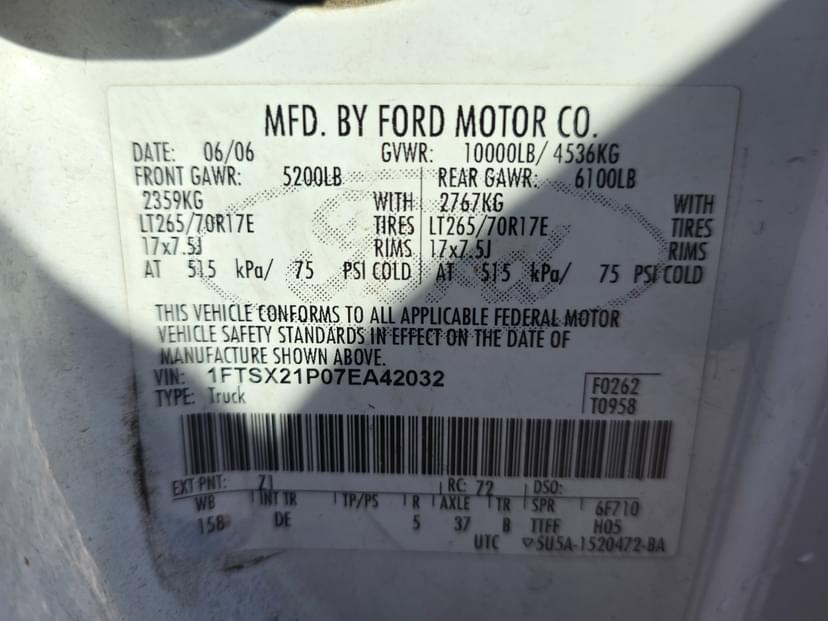 MFD. BY FORD MOTOR CO.
DATE: 06/06 GVWR: 10000LB/ 4536KG
FRONT GAWR: 5200LB REAR GAWR: 6100LB
2359KG WITH 2767KG WITH
LT265/70R17E TIRES LT265/70R17E TIRES
17x7.5J RIMS 17x7.5J RIMS
AT 515 kPa/ 75 PSI COLD AT 515 kPa/ 75 PSI COLD
THIS VEHICLE CONFORMS TO ALL APPLICABLE FEDERAL MOTOR
VEHICLE SAFETY STANDARDS IN EFFECT ON THE DATE OF
MANUFACTURE SHOWN ABOVE.
VIN: 1FTSX21P07EA42032
TYPE: Truck
F0262
T0958
EXT PNT: Z1 RC: 72 DSO:
WB INT TR TP/PS R AXLE TR SPR 6F710
158 DE 5 37 B TTFF H05
UTC ▽5U5A-1520472-BA